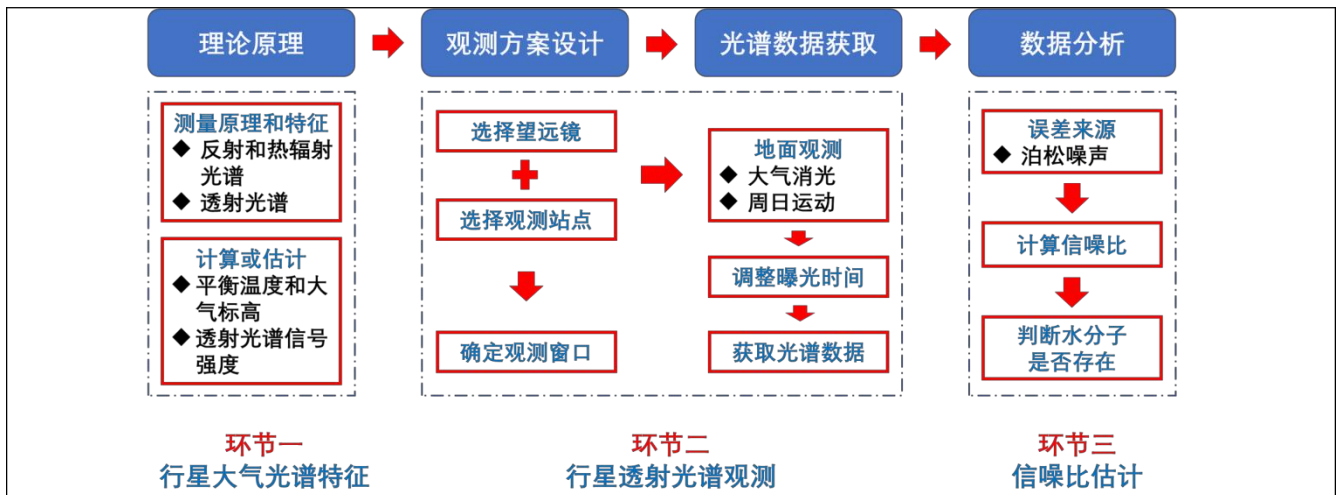 理论原理
观测方案设计
光谱数据获取
数据分析
测量原理和特征
◆ 反射和热辐射
光谱
◆ 透射光谱
计算或估计
◆ 平衡温度和大
气标高
◆ 透射光谱信号
强度
选择望远镜
选择观测站点
确定观测窗口
地面观测
◆ 大气消光
◆ 周日运动
调整曝光时间
获取光谱数据
误差来源
◆ 泊松噪声
计算信噪比
判断水分子
是否存在
环节一
行星大气光谱特征
环节二
行星透射光谱观测
环节三
信噪比估计